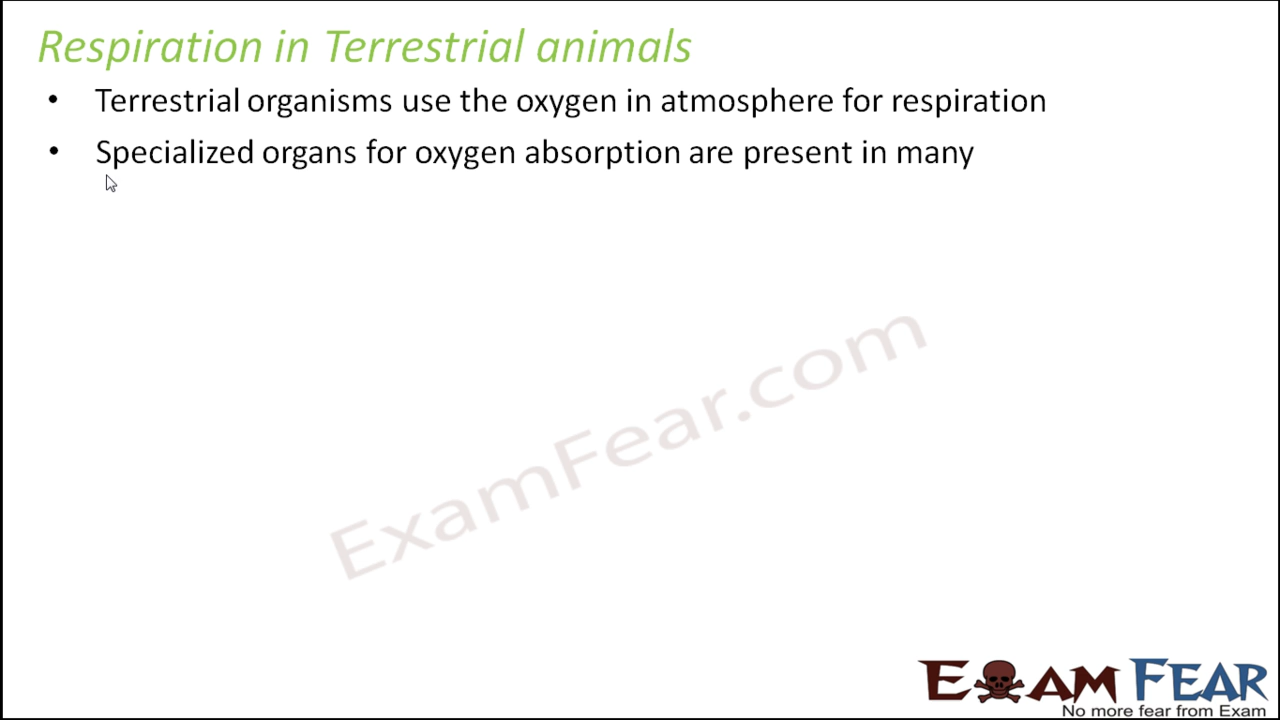 Respiration in Terrestrial animals
• Terrestrial organisms use the oxygen in atmosphere for respiration
• Specialized organs for oxygen absorption are present in many
ExamFear.com
EXAM FEAR
No more fear from Exam